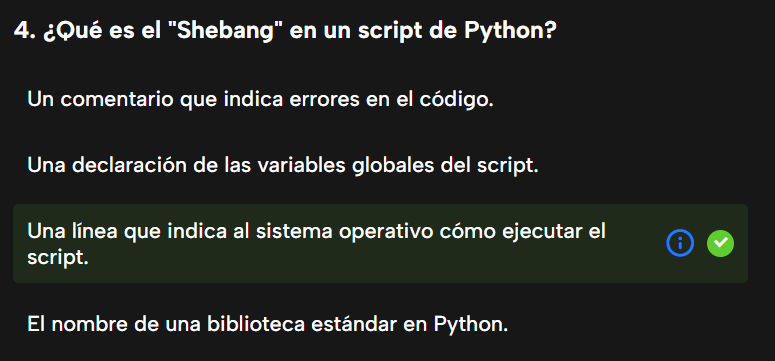 4. ¿Qué es el "Shebang" en un script de Python?
Un comentario que indica errores en el código.
Una declaración de las variables globales del script.
Una línea que indica al sistema operativo cómo ejecutar el
script.
El nombre de una biblioteca estándar en Python.